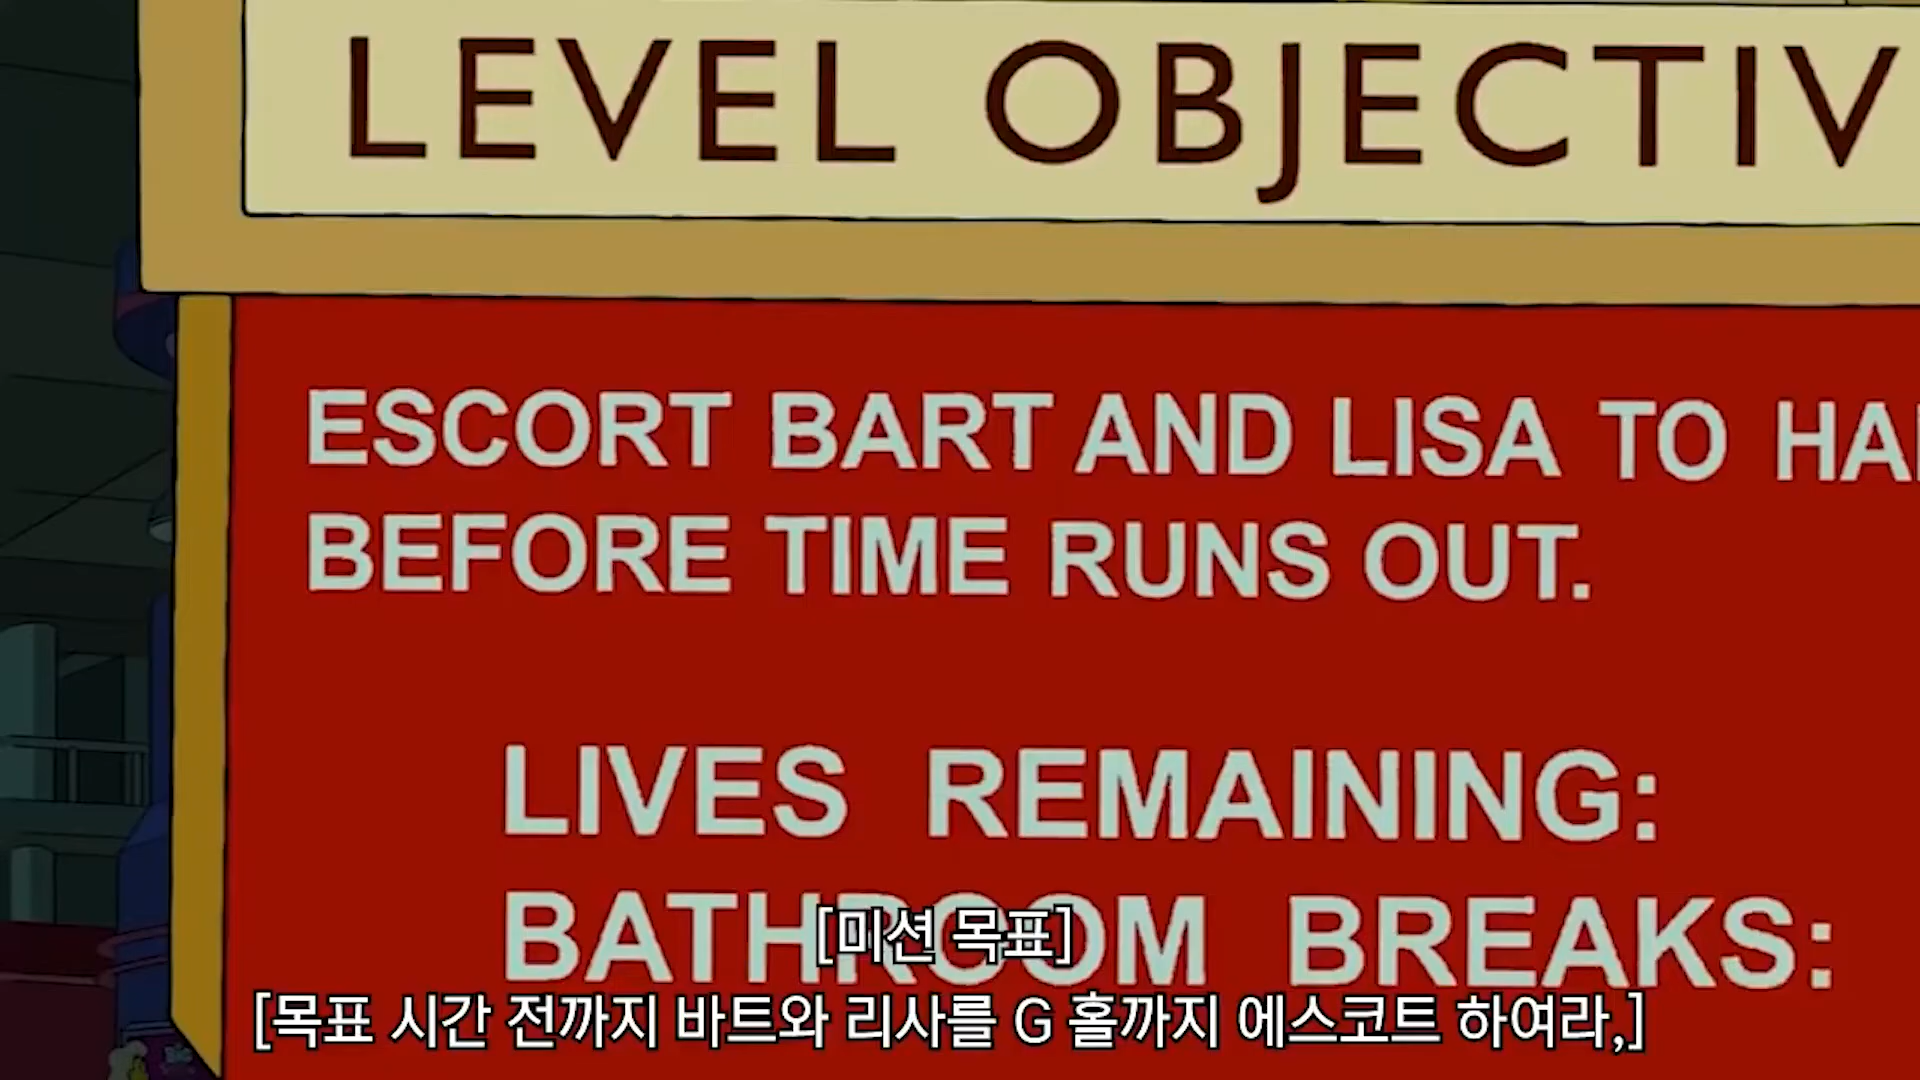 LEVEL OBJECTIV
ESCORT BART AND LISA TO HAL
BEFORE TIME RUNS OUT.
LIVES REMAINING:
BATHROOM BREAKS:
[미션 목표]
[목표 시간 전까지 바트와 리사를 G 홀까지 에스코트 하여라,]